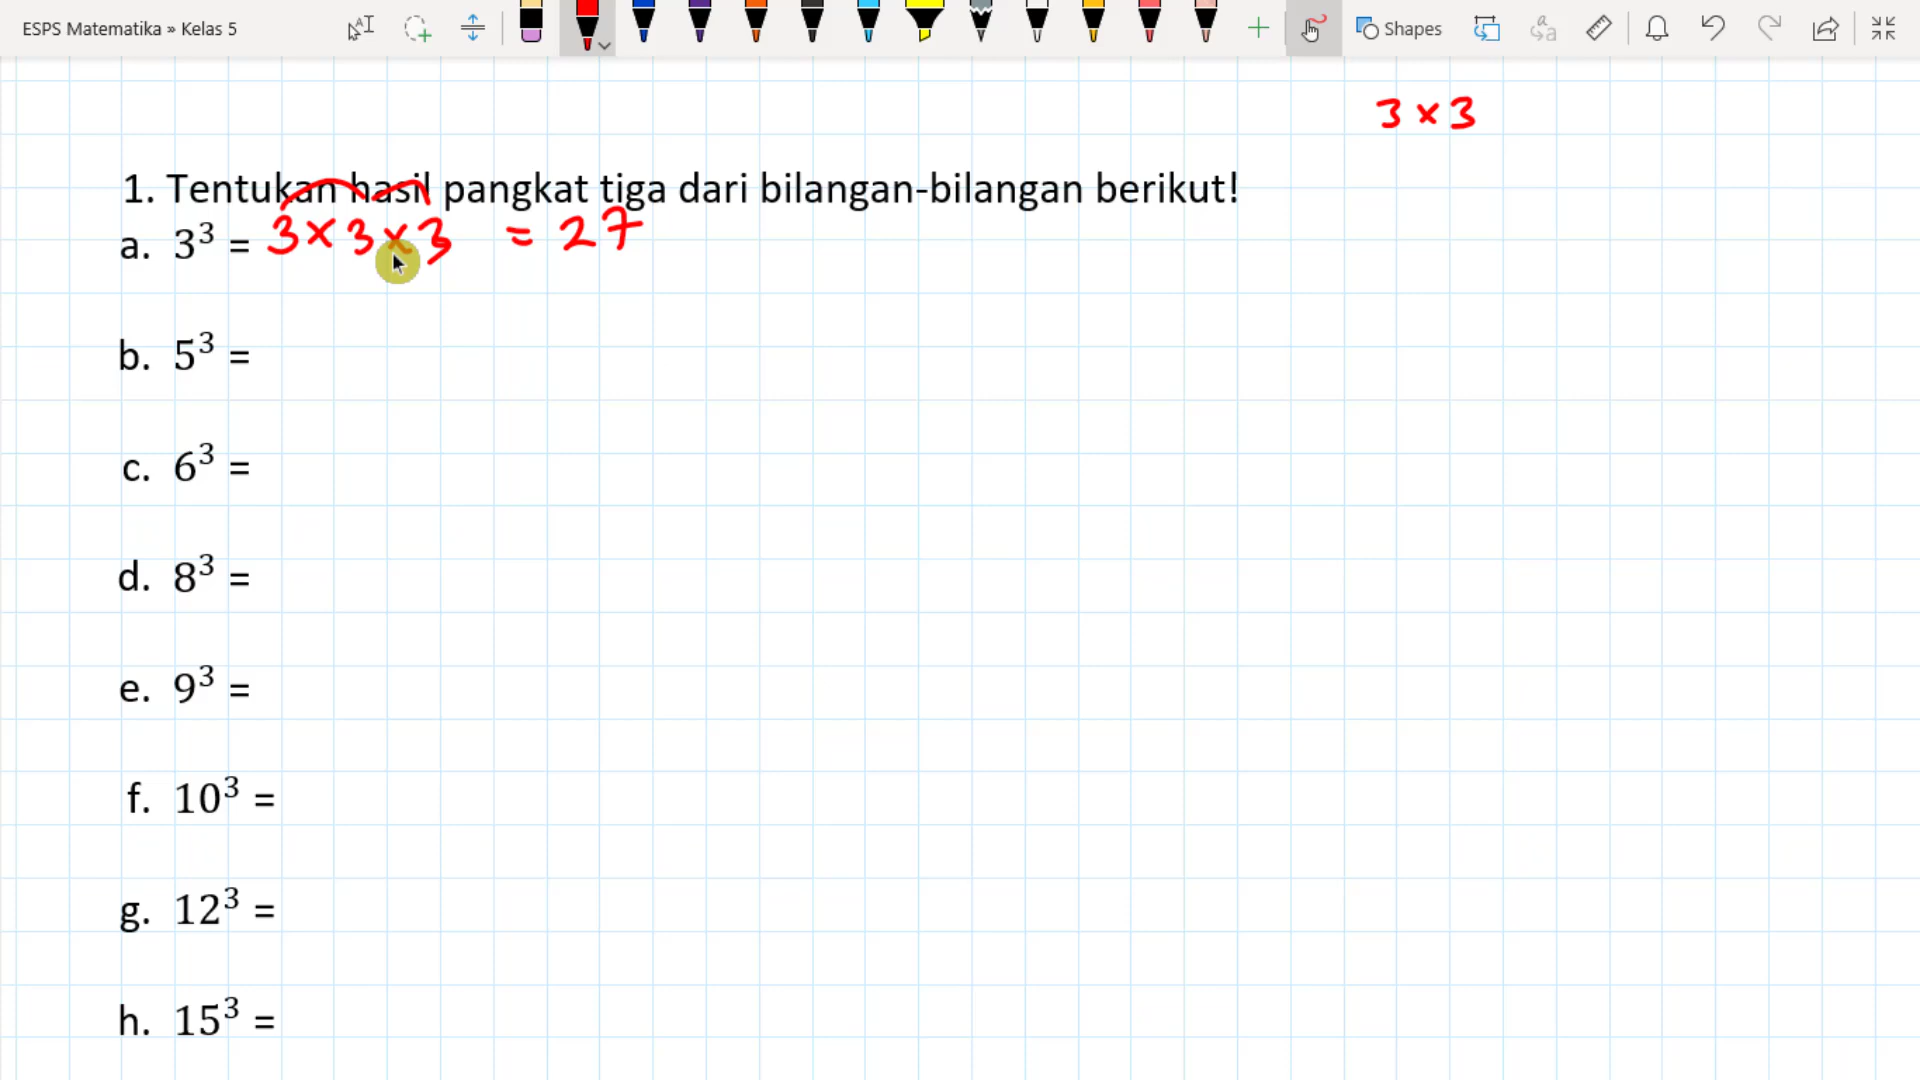 ESPS Matematika » Kelas 5
Shapes
3 × 3
1. Tentukan hasil pangkat tiga dari bilangan-bilangan berikut!
a. 3³ = 3 × 3 × 3 = 27
b. 5³ =
c. 6³ =
d. 8³ =
e. 9³ =
f. 10³ =
g. 12³ =
h. 15³ =